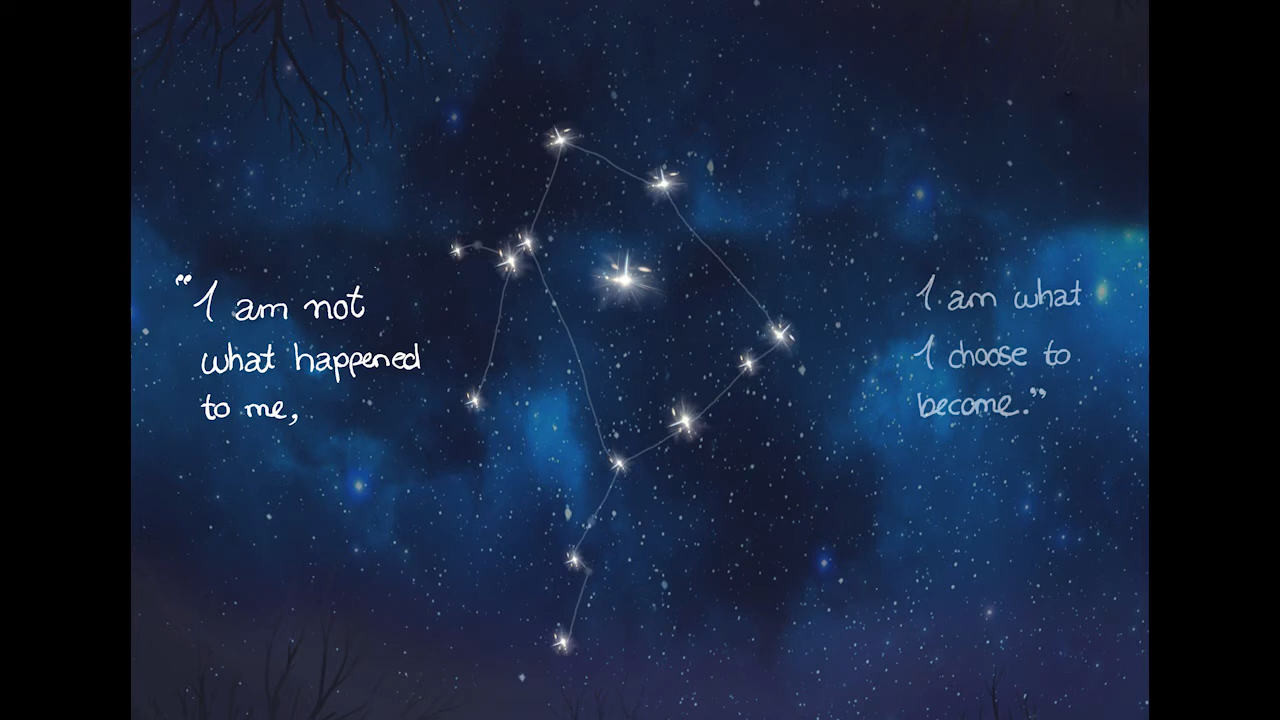 “I am not
what happened
to me,
I am what
I choose to
become.”